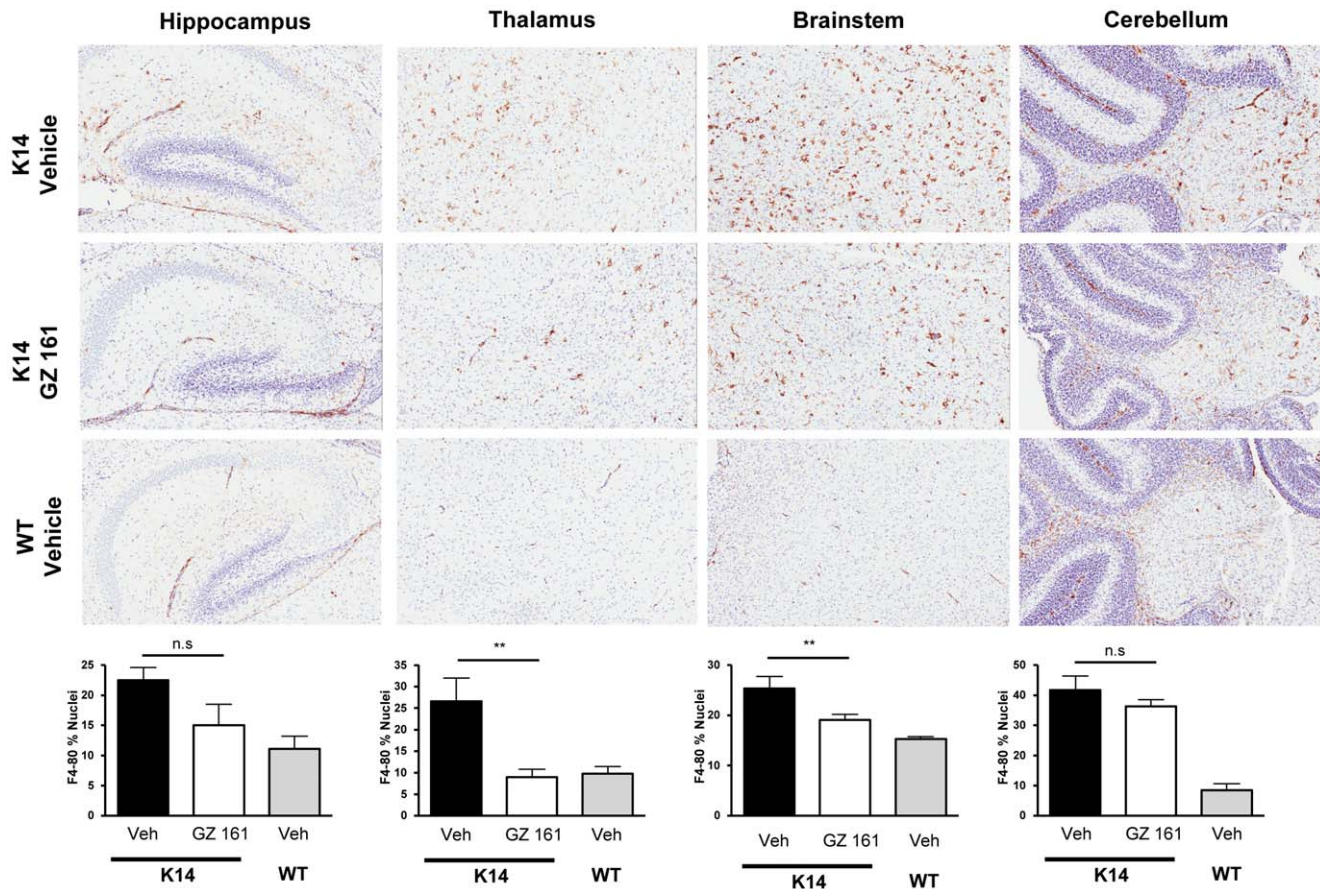 Hippocampus Thalamus Brainstem Cerebellum
K14
Vehicle
K14
GZ 161
WT
Vehicle
n.s
F4-80 % Nuclei
25
20
15
10
5
0
Veh GZ 161 Veh
K14 WT
**
F4-80 % Nuclei
35
30
25
20
15
10
5
0
Veh GZ 161 Veh
K14 WT
**
F4-80 % Nuclei
30
20
10
0
Veh GZ 161 Veh
K14 WT
n.s
F4-80 % Nuclei
50
40
30
20
10
0
Veh GZ 161 Veh
K14 WT